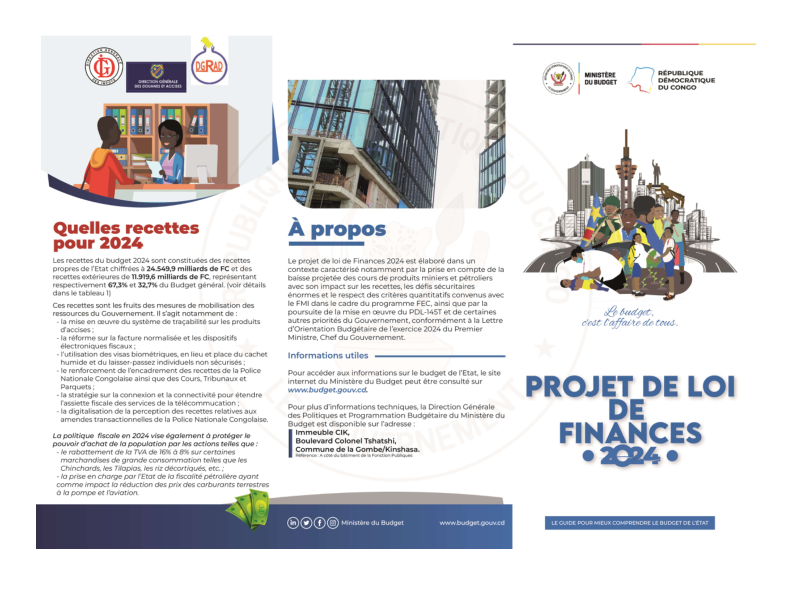 DIRECTION GÉNÉRALE
DES IMPÔTS
DIRECTION GÉNÉRALE
DES DOUANES ET ACCISES
DGRAD
Quelles recettes
pour 2024
Les recettes du budget 2024 sont constituées des recettes
propres de l'Etat chiffrées à 24.549,9 milliards de FC et des
recettes extérieures de 11.919,6 milliards de FC, représentant
respectivement 67,3% et 32,7% du Budget général. (voir détails
dans le tableau 1)
Ces recettes sont les fruits des mesures de mobilisation des
ressources du Gouvernement. Il s'agit notamment de :
- la mise en œuvre du système de traçabilité sur les produits
d'accises ;
- la réforme sur la facture normalisée et les dispositifs
électroniques fiscaux ;
- l'utilisation des visas biométriques, en lieu et place du cachet
humide et du laisser-passez individuels non sécurisés ;
- le renforcement de l'encadrement des recettes de la Police
Nationale Congolaise ainsi que des Cours, Tribunaux et
Parquets ;
- la stratégie sur la connexion et la connectivité pour étendre
l'assiette fiscale des services de la télécommucation ;
- la digitalisation de la perception des recettes relatives aux
amendes transactionnelles de la Police Nationale Congolaise.
La politique fiscale en 2024 vise également à protéger le
pouvoir d'achat de la population par les actions telles que :
- le rabattement de la TVA de 16% à 8% sur certaines
marchandises de grande consommation telles que les
Chinchards, les Tilapias, les riz décortiqués, etc. ;
- la prise en charge par l'Etat de la fiscalité pétrolière ayant
comme impact la réduction des prix des carburants terrestres
à la pompe et l'aviation.
À propos
Le projet de loi de Finances 2024 est élaboré dans un
contexte caractérisé notamment par la prise en compte de la
baisse projetée des cours de produits miniers et pétroliers
avec son impact sur les recettes, les défis sécuritaires
énormes et le respect des critères quantitatifs convenus avec
le FMI dans le cadre du programme FEC, ainsi que par la
poursuite de la mise en œuvre du PDL-145T et de certaines
autres priorités du Gouvernement, conformément à la Lettre
d'Orientation Budgétaire de l'exercice 2024 du Premier
Ministre, Chef du Gouvernement.
Informations utiles
Pour accéder aux informations sur le budget de l'Etat, le site
internet du Ministère du Budget peut être consulté sur
www.budget.gouv.cd.
Pour plus d'informations techniques, la Direction Générale
des Politiques et Programmation Budgétaire du Ministère du
Budget est disponible sur l'adresse :
Immeuble CIK,
Boulevard Colonel Tshatshi,
Commune de la Gombe/Kinshasa.
Référence : A côté du bâtiment de la Fonction Publiques
Ministère du Budget
www.budget.gouv.cd
MINISTÈRE
DU BUDGET
RÉPUBLIQUE
DÉMOCRATIQUE
DU CONGO
Le budget,
c'est l'affaire de tous.
PROJET DE LOI
DE
FINANCES
• 2024 •
LE GUIDE POUR MIEUX COMPRENDRE LE BUDGET DE L'ÉTAT